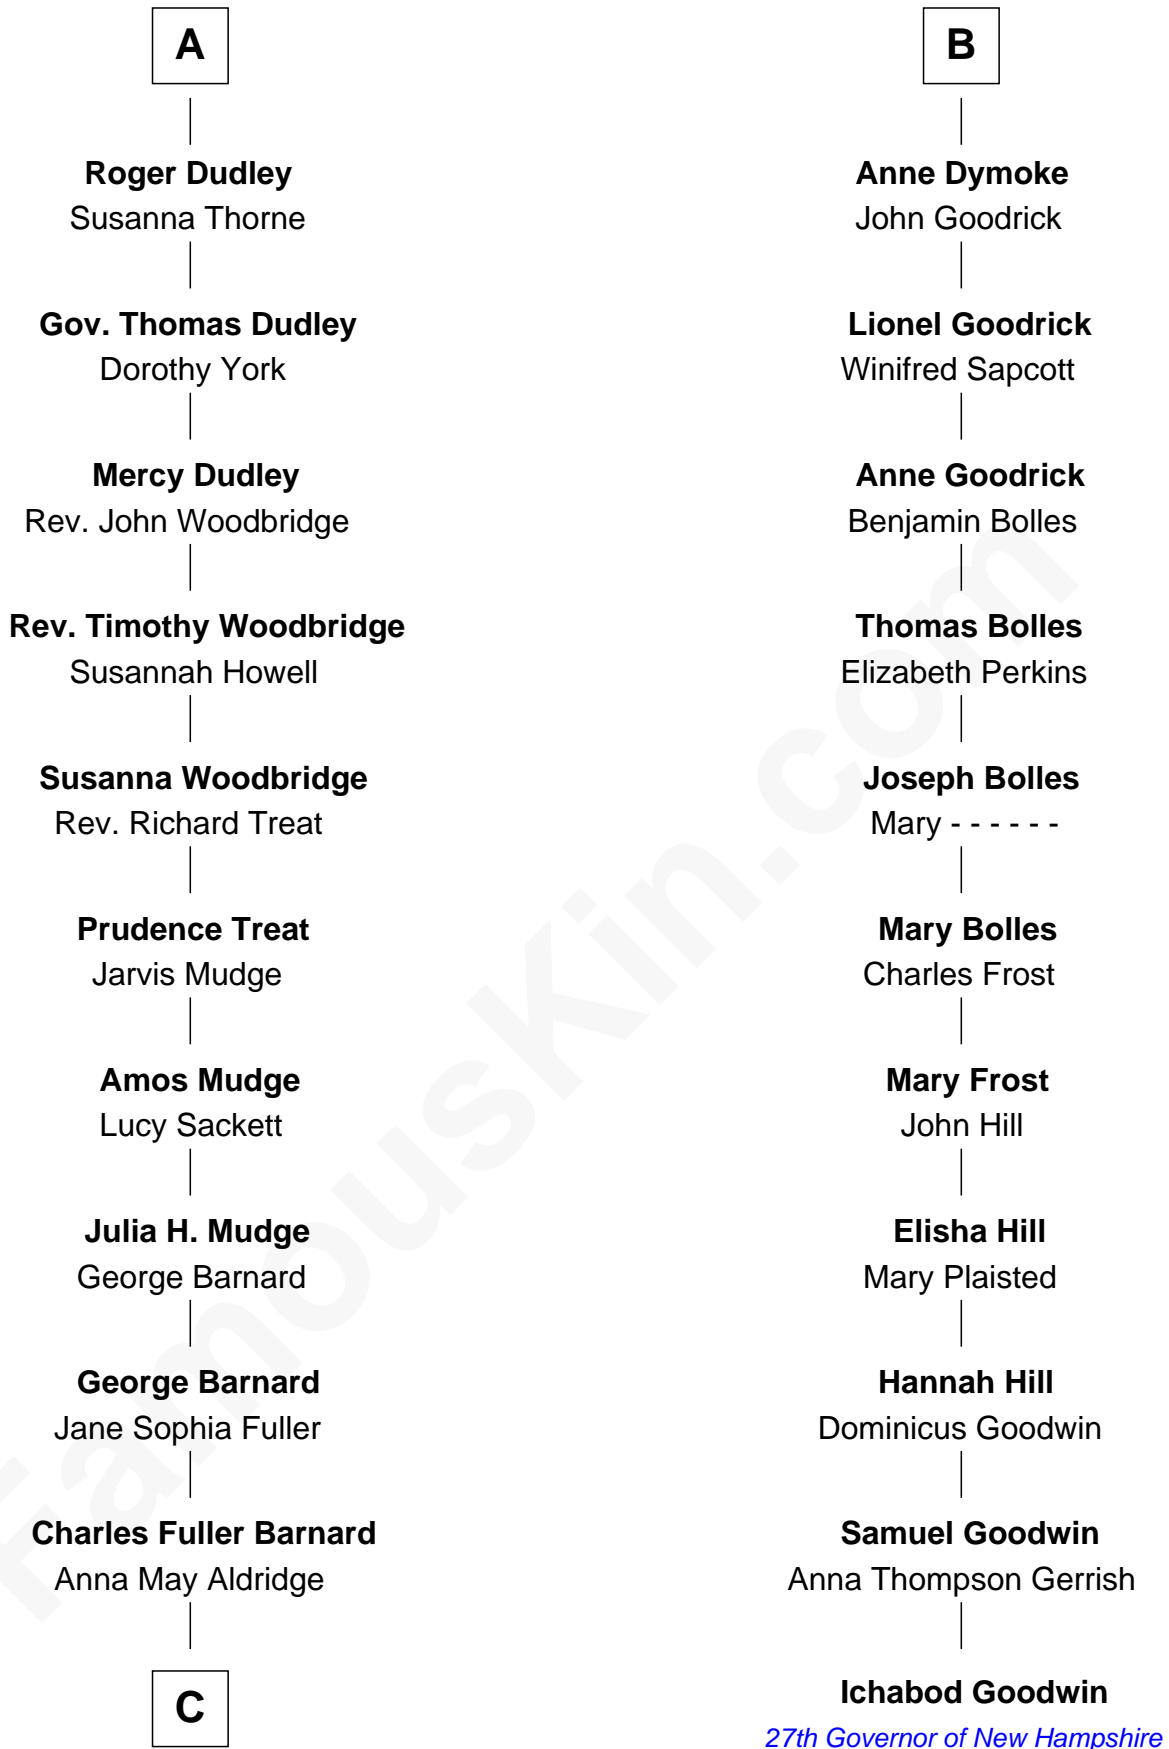 A
Roger Dudley
Susanna Thorne
Gov. Thomas Dudley
Dorothy York
Mercy Dudley
Rev. John Woodbridge
Rev. Timothy Woodbridge
Susannah Howell
Susanna Woodbridge
Rev. Richard Treat
Prudence Treat
Jarvis Mudge
Amos Mudge
Lucy Sackett
Julia H. Mudge
George Barnard
George Barnard
Jane Sophia Fuller
Charles Fuller Barnard
Anna May Aldridge
C
B
Anne Dymoke
John Goodrick
Lionel Goodrick
Winifred Sapcott
Anne Goodrick
Benjamin Bolles
Thomas Bolles
Elizabeth Perkins
Joseph Bolles
Mary - - - - - -
Mary Bolles
Charles Frost
Mary Frost
John Hill
Elisha Hill
Mary Plaisted
Hannah Hill
Dominicus Goodwin
Samuel Goodwin
Anna Thompson Gerrish
Ichabod Goodwin
27th Governor of New Hampshire
FamousKin.com